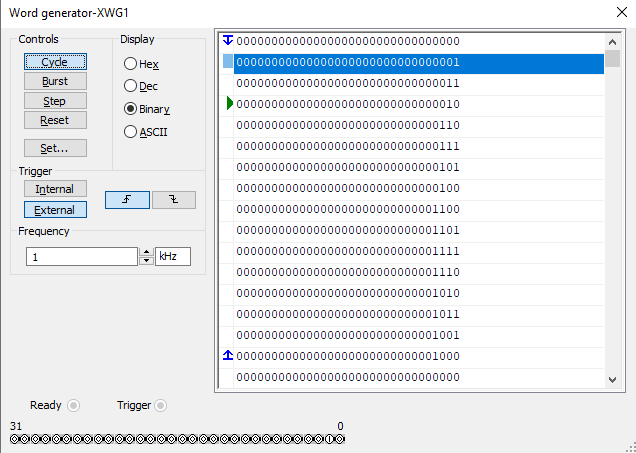 Word generator-XWG1
Controls
Cycle
Burst
Step
Reset
Set...
Display
Hex
Dec
Binary
ASCII
Trigger
Internal
External
Frequency
1 kHz
00000000000000000000000000000000
00000000000000000000000000000001
00000000000000000000000000000011
00000000000000000000000000000010
00000000000000000000000000000110
00000000000000000000000000000111
00000000000000000000000000000101
00000000000000000000000000000100
00000000000000000000000000001100
00000000000000000000000000001101
00000000000000000000000000001111
00000000000000000000000000001110
00000000000000000000000000001010
00000000000000000000000000001011
00000000000000000000000000001001
00000000000000000000000000001000
00000000000000000000000000000000
Ready Trigger
31 0